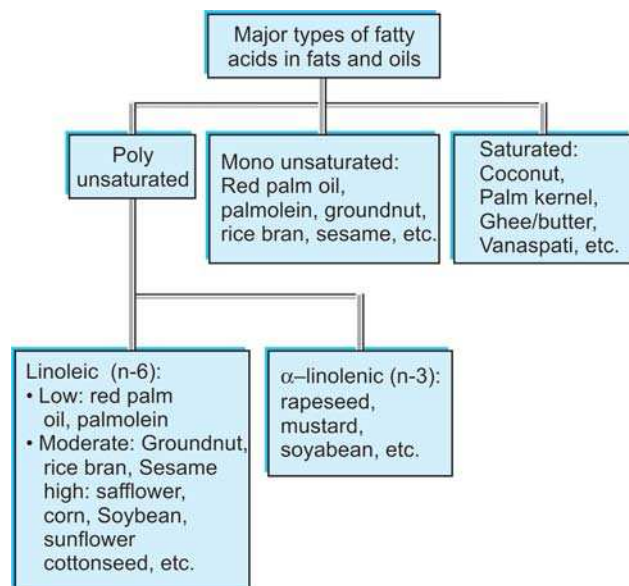 Major types of fatty
acids in fats and oils
Poly
unsaturated
Mono unsaturated:
Red palm oil,
palmolein, groundnut,
rice bran, sesame, etc.
Saturated:
Coconut,
Palm kernel,
Ghee/butter,
Vanaspati, etc.
Linoleic (n-6):
• Low: red palm
oil, palmolein
• Moderate: Groundnut,
rice bran, Sesame
high: safflower,
corn, Soybean,
sunflower
cottonseed, etc.
α–linolenic (n-3):
rapeseed,
mustard,
soyabean, etc.